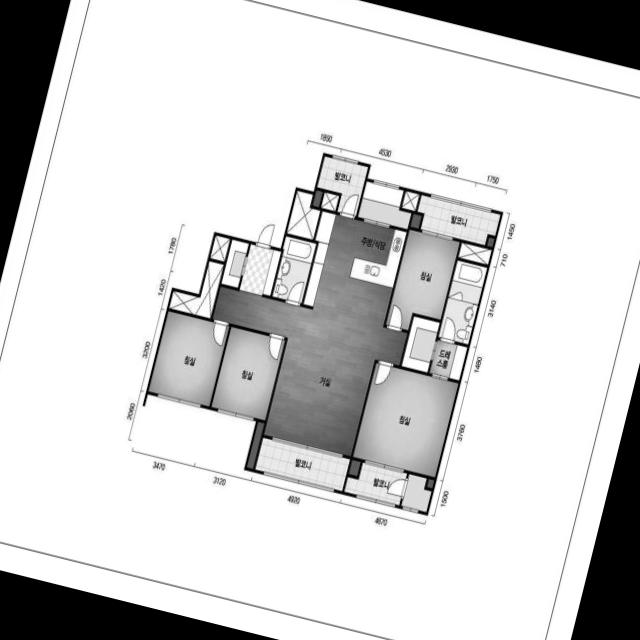 1850
4530
2930
1750
발코니
발코니
1450
710
3140
1480
3760
1500
1780
1420
3200
2060
주방/식당
침실
드레
스룸
침실
침실
거실
침실
발코니
발코니
3470
3120
4920
4670